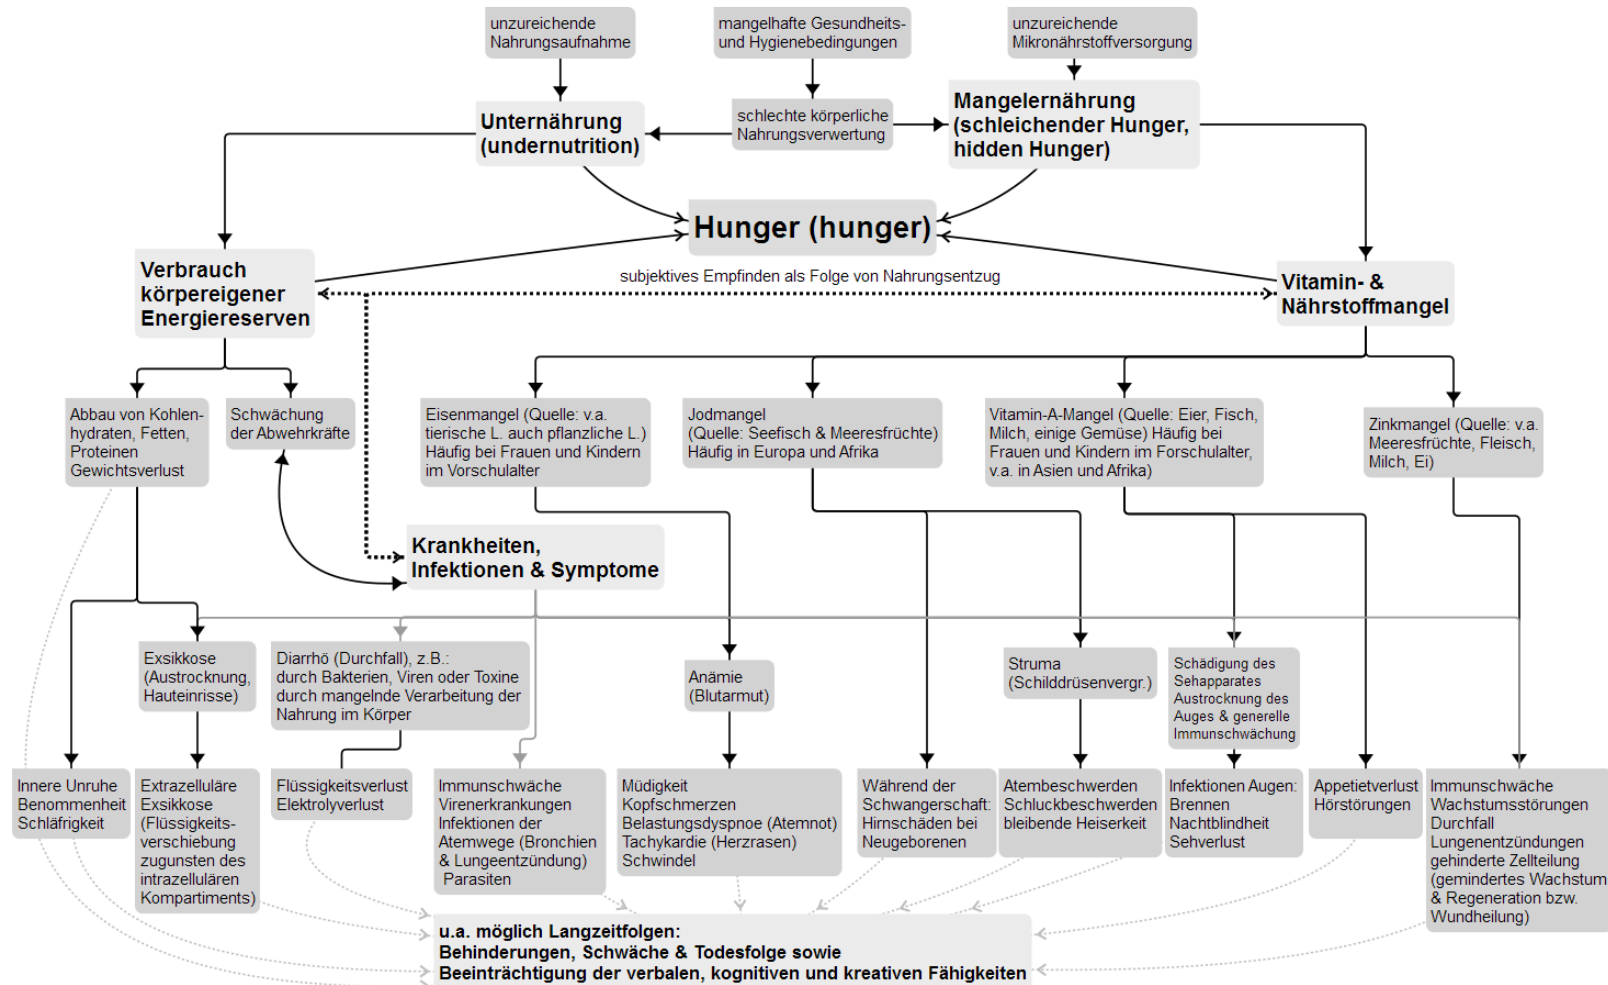 unzureichende
Nahrungsaufnahme
mangelhafte Gesundheits-
und Hygienebedingungen
unzureichende
Mikronährstoffversorgung
Unternährung
(undernutrition)
schlechte körperliche
Nahrungsverwertung
Mangelernährung
(schleichender Hunger,
hidden Hunger)
Hunger (hunger)
Verbrauch
körpereigener
Energiereserven
subjektives Empfinden als Folge von Nahrungsentzug
Vitamin- &
Nährstoffmangel
Abbau von Kohlen-
hydraten, Fetten,
Proteinen
Gewichtsverlust
Schwächung
der Abwehrkräfte
Eisenmangel (Quelle: v.a.
tierische L. auch pflanzliche L.)
Häufig bei Frauen und Kindern
im Vorschulalter
Jodmangel
(Quelle: Seefisch & Meeresfrüchte)
Häufig in Europa und Afrika
Vitamin-A-Mangel (Quelle: Eier, Fisch,
Milch, einige Gemüse) Häufig bei
Frauen und Kindern im Forschulalter,
v.a. in Asien und Afrika)
Zinkmangel (Quelle: v.a.
Meeresfrüchte, Fleisch,
Milch, Ei)
Krankheiten,
Infektionen & Symptome
Exsikkose
(Austrocknung,
Hauteinrisse)
Diarrhö (Durchfall), z.B.:
durch Bakterien, Viren oder Toxine
durch mangelnde Verarbeitung der
Nahrung im Körper
Anämie
(Blutarmut)
Struma
(Schilddrüsenvergr.)
Schädigung des
Sehapparates
Austrocknung des
Auges & generelle
Immunschwächung
Innere Unruhe
Benommenheit
Schläfrigkeit
Extrazelluläre
Exsikkose
(Flüssigkeits-
verschiebung
zugunsten des
intrazellulären
Kompartiments)
Flüssigkeitsverlust
Elektrolyverlust
Immunschwäche
Virenerkrankungen
Infektionen der
Atemwege (Bronchien
& Lungeentzündung)
Parasiten
Müdigkeit
Kopfschmerzen
Belastungsdyspnoe (Atemnot)
Tachykardie (Herzrasen)
Schwindel
Während der
Schwangerschaft:
Hirnschäden bei
Neugeborenen
Atembeschwerden
Schluckbeschwerden
bleibende Heiserkeit
Infektionen Augen:
Brennen
Nachtblindheit
Sehverlust
Appetietverlust
Hörstörungen
Immunschwäche
Wachstumsstörungen
Durchfall
Lungenentzündungen
gehinderte Zellteilung
(gemindertes Wachstum
& Regeneration bzw.
Wundheilung)
u.a. möglich Langzeitfolgen:
Behinderungen, Schwäche & Todesfolge sowie
Beeinträchtigung der verbalen, kognitiven und kreativen Fähigkeiten